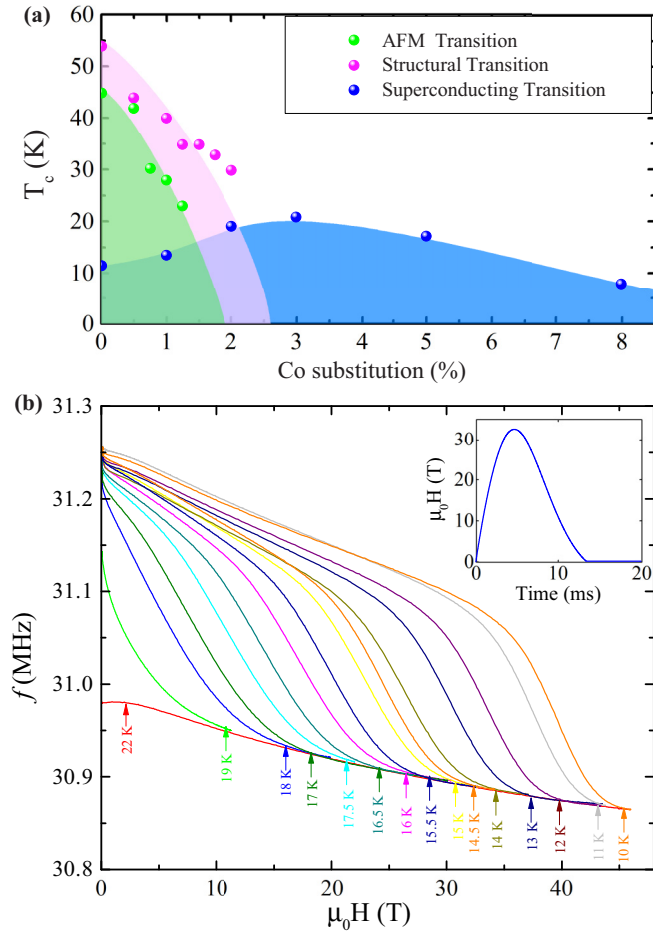 (a)
60
50
40
30
20
10
0
T_c (K)
AFM Transition
Structural Transition
Superconducting Transition
0 1 2 3 4 5 6 7 8
Co substitution (%)
(b)
31.3
31.2
31.1
31.0
30.9
30.8
f (MHz)
30
20
10
0
μ₀H (T)
0 10 20
Time (ms)
22 K
19 K
18 K
17 K
17.5 K
16.5 K
16 K
15.5 K
15 K
14.5 K
14 K
13 K
12 K
11 K
10 K
0 10 20 30 40
μ₀H (T)